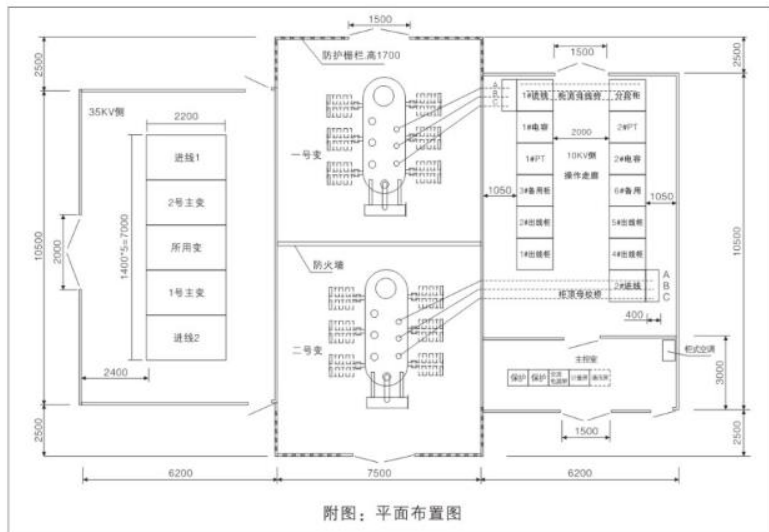 1500
防护栅栏.高1700
2500
1500
2500
35KV侧
2200
A
B
C
1#进线
柜顶母线桥
分段柜
进线1
1#电容
2000
2#PT
一号变
1#PT
10KV侧
2#电容
操作走廊
2号主变
1050
3#备用柜
6#备用
1050
10500
2000
1400*5=7000
所用变
2#出线柜
5#出线柜
10500
防火墙
1#出线柜
4#出线柜
1号主变
A
B
C
2#进线
柜顶母线桥
进线2
400
二号变
2400
主控室
柜式空调
3000
保护
保护
计量屏
2500
1500
2500
6200
7500
6200
附图：平面布置图